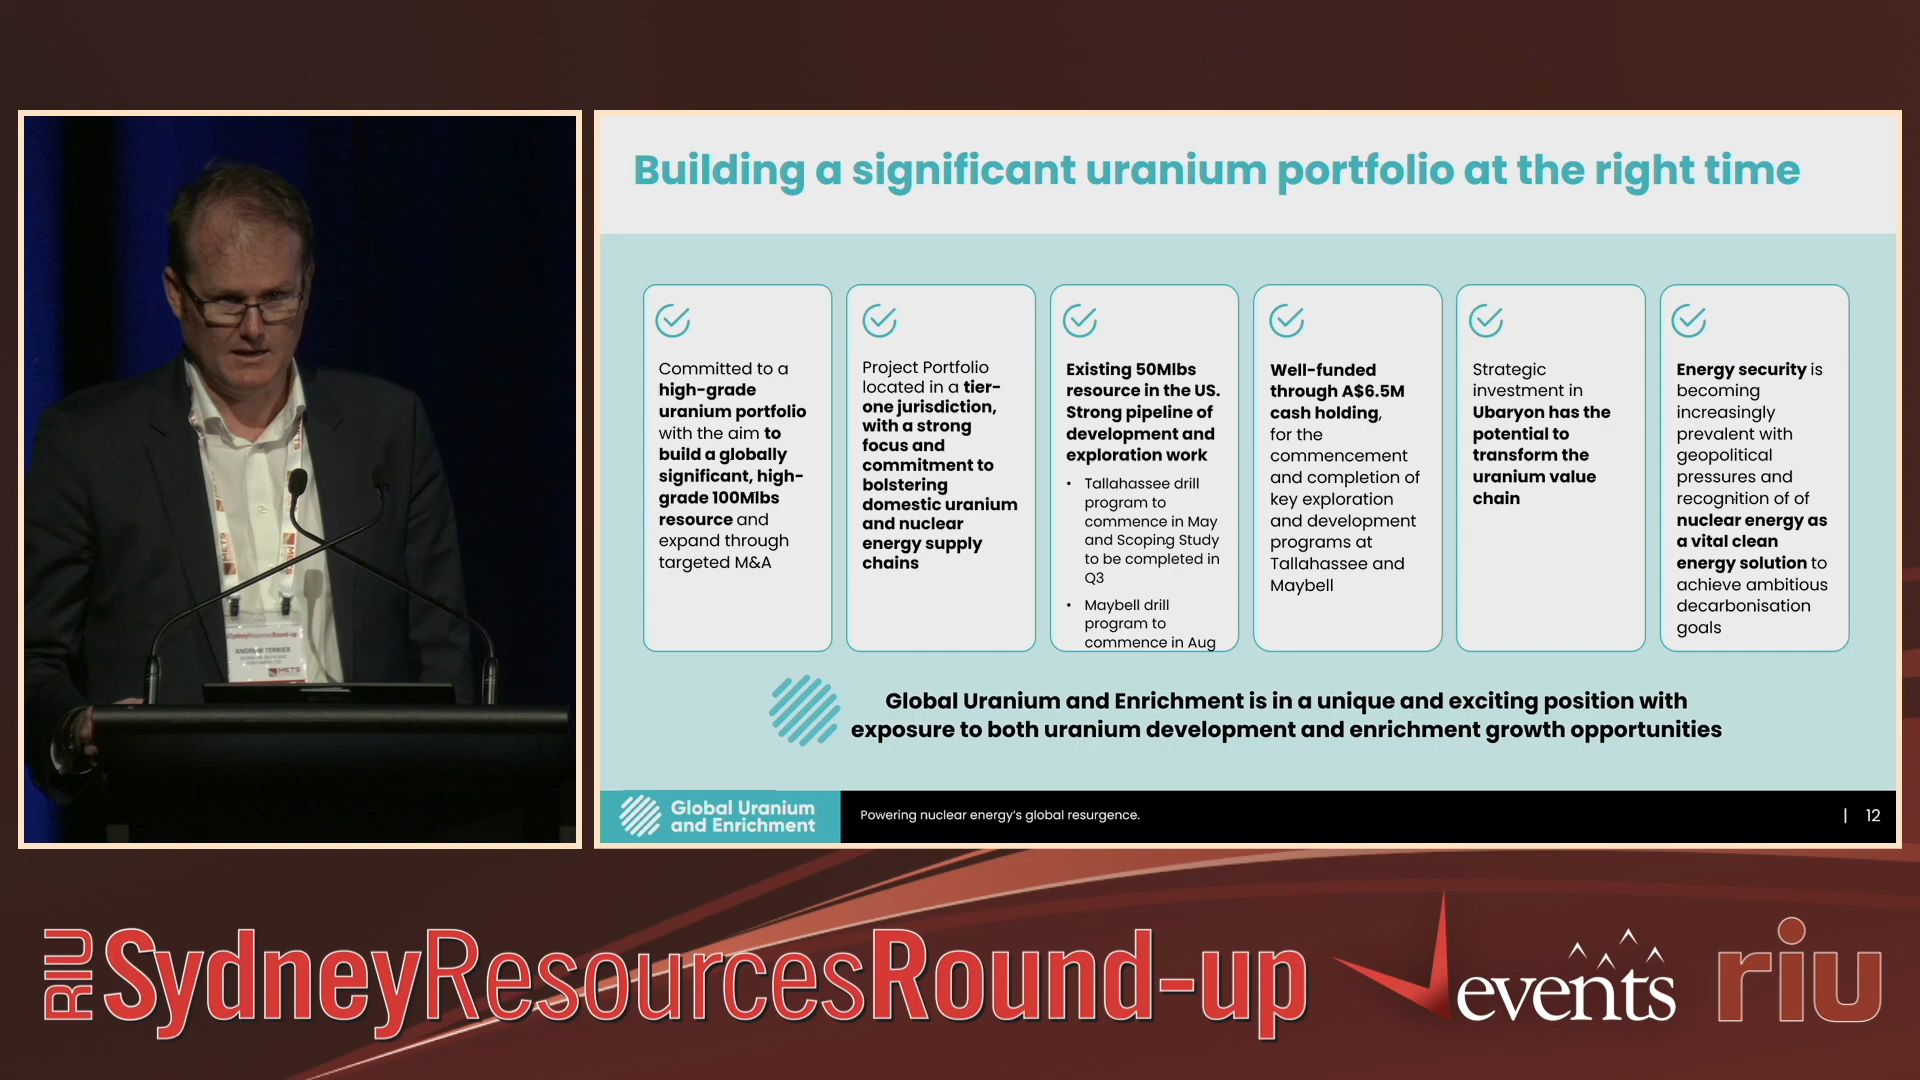 Building a significant uranium portfolio at the right time
Committed to a
high-grade
uranium portfolio
with the aim to
build a globally
significant, high-
grade 100Mlbs
resource and
expand through
targeted M&A
Project Portfolio
located in a tier-
one jurisdiction,
with a strong
focus and
commitment to
bolstering
domestic uranium
and nuclear
energy supply
chains
Existing 50Mlbs
resource in the US.
Strong pipeline of
development and
exploration work
• Tallahassee drill
program to
commence in May
and Scoping Study
to be completed in
Q3
• Maybell drill
program to
commence in Aug
Well-funded
through A$6.5M
cash holding,
for the
commencement
and completion of
key exploration
and development
programs at
Tallahassee and
Maybell
Strategic
investment in
Ubaryon has the
potential to
transform the
uranium value
chain
Energy security is
becoming
increasingly
prevalent with
geopolitical
pressures and
recognition of of
nuclear energy as
a vital clean
energy solution to
achieve ambitious
decarbonisation
goals
Global Uranium and Enrichment is in a unique and exciting position with
exposure to both uranium development and enrichment growth opportunities
Global Uranium
and Enrichment
Powering nuclear energy's global resurgence.
| 12
METS
METS
SydneyResourcesRound-up
ANDREW FERRIER
METS
RIU SydneyResourcesRound-up
Vevents
riu